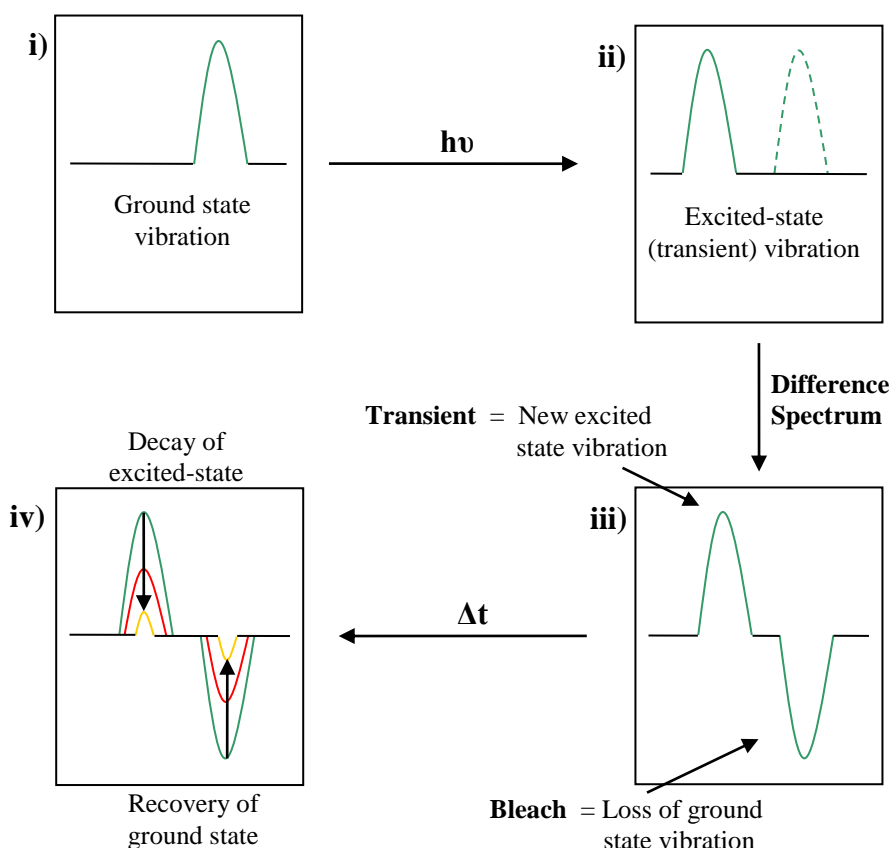 i)
Ground state
vibration
hυ
ii)
Excited-state
(transient) vibration
Difference
Spectrum
Transient = New excited
state vibration
iii)
Bleach = Loss of ground
state vibration
Δt
Decay of
excited-state
iv)
Recovery of
ground state